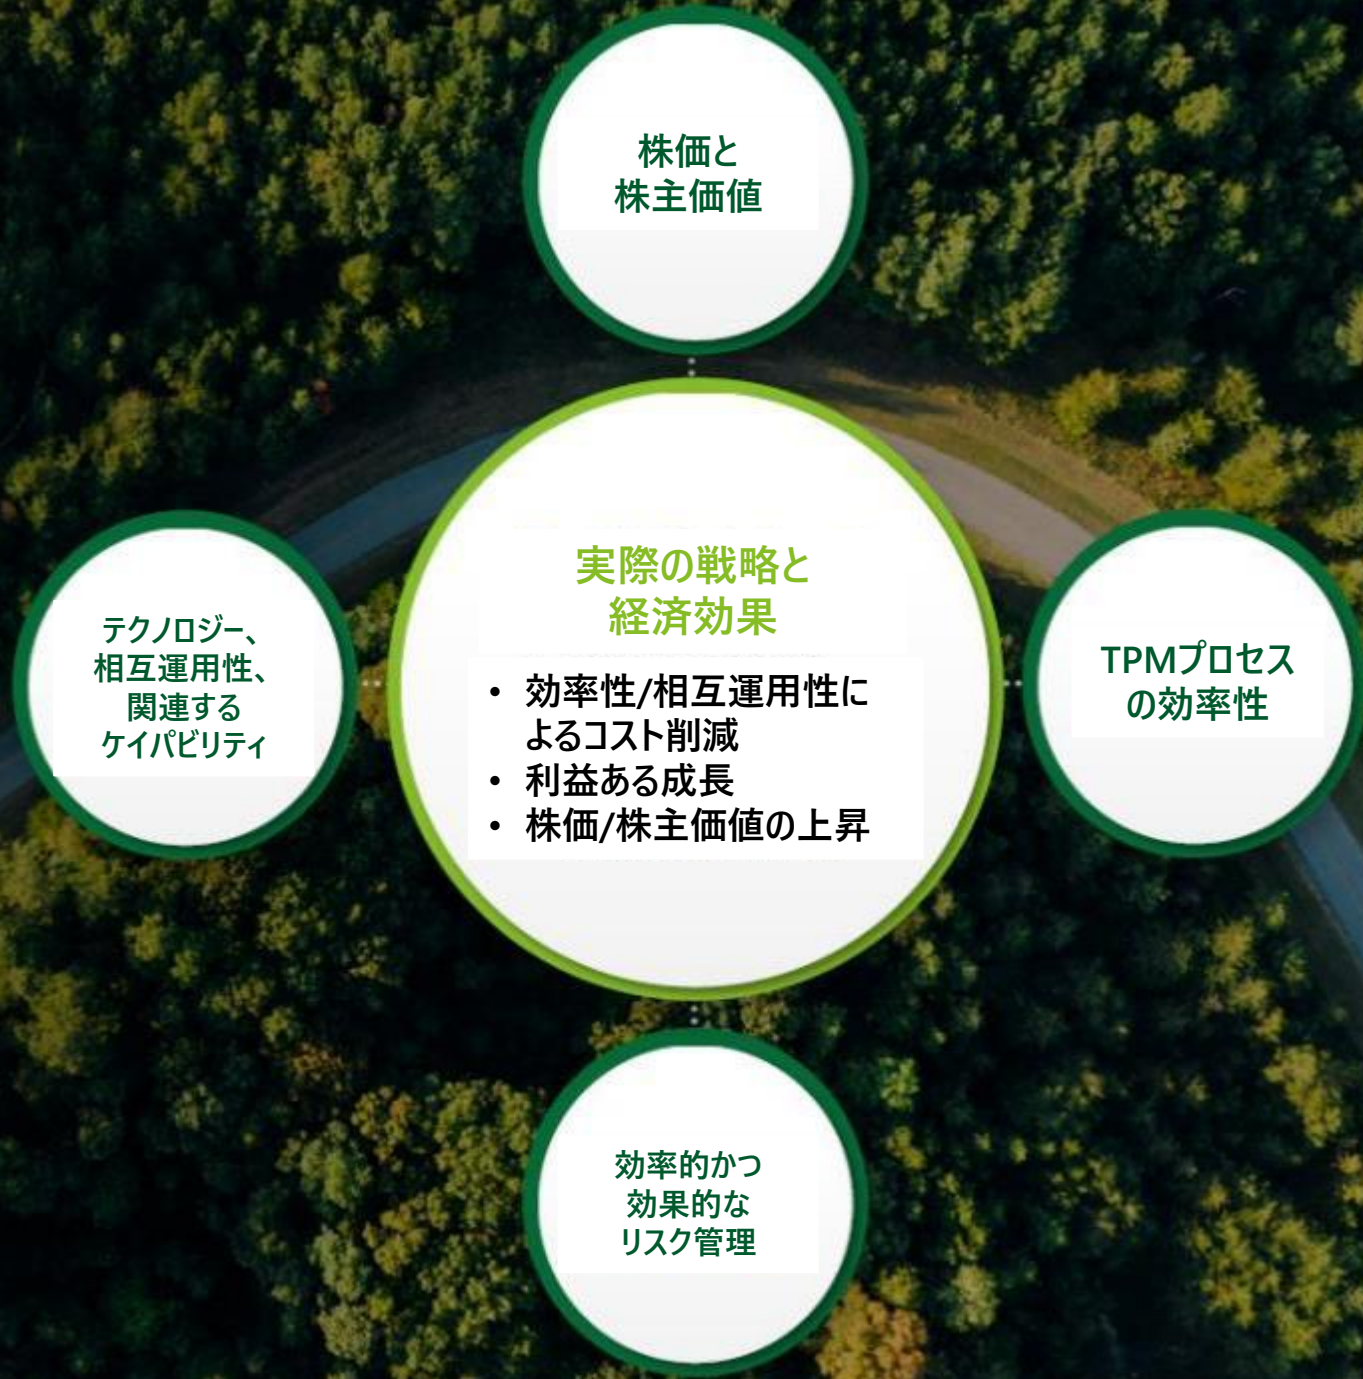 株価と
株主価値
実際の戦略と
経済効果
• 効率性/相互運用性に
よるコスト削減
• 利益ある成長
• 株価/株主価値の上昇
テクノロジー、
相互運用性、
関連する
ケイパビリティ
TPMプロセス
の効率性
効率的かつ
効果的な
リスク管理